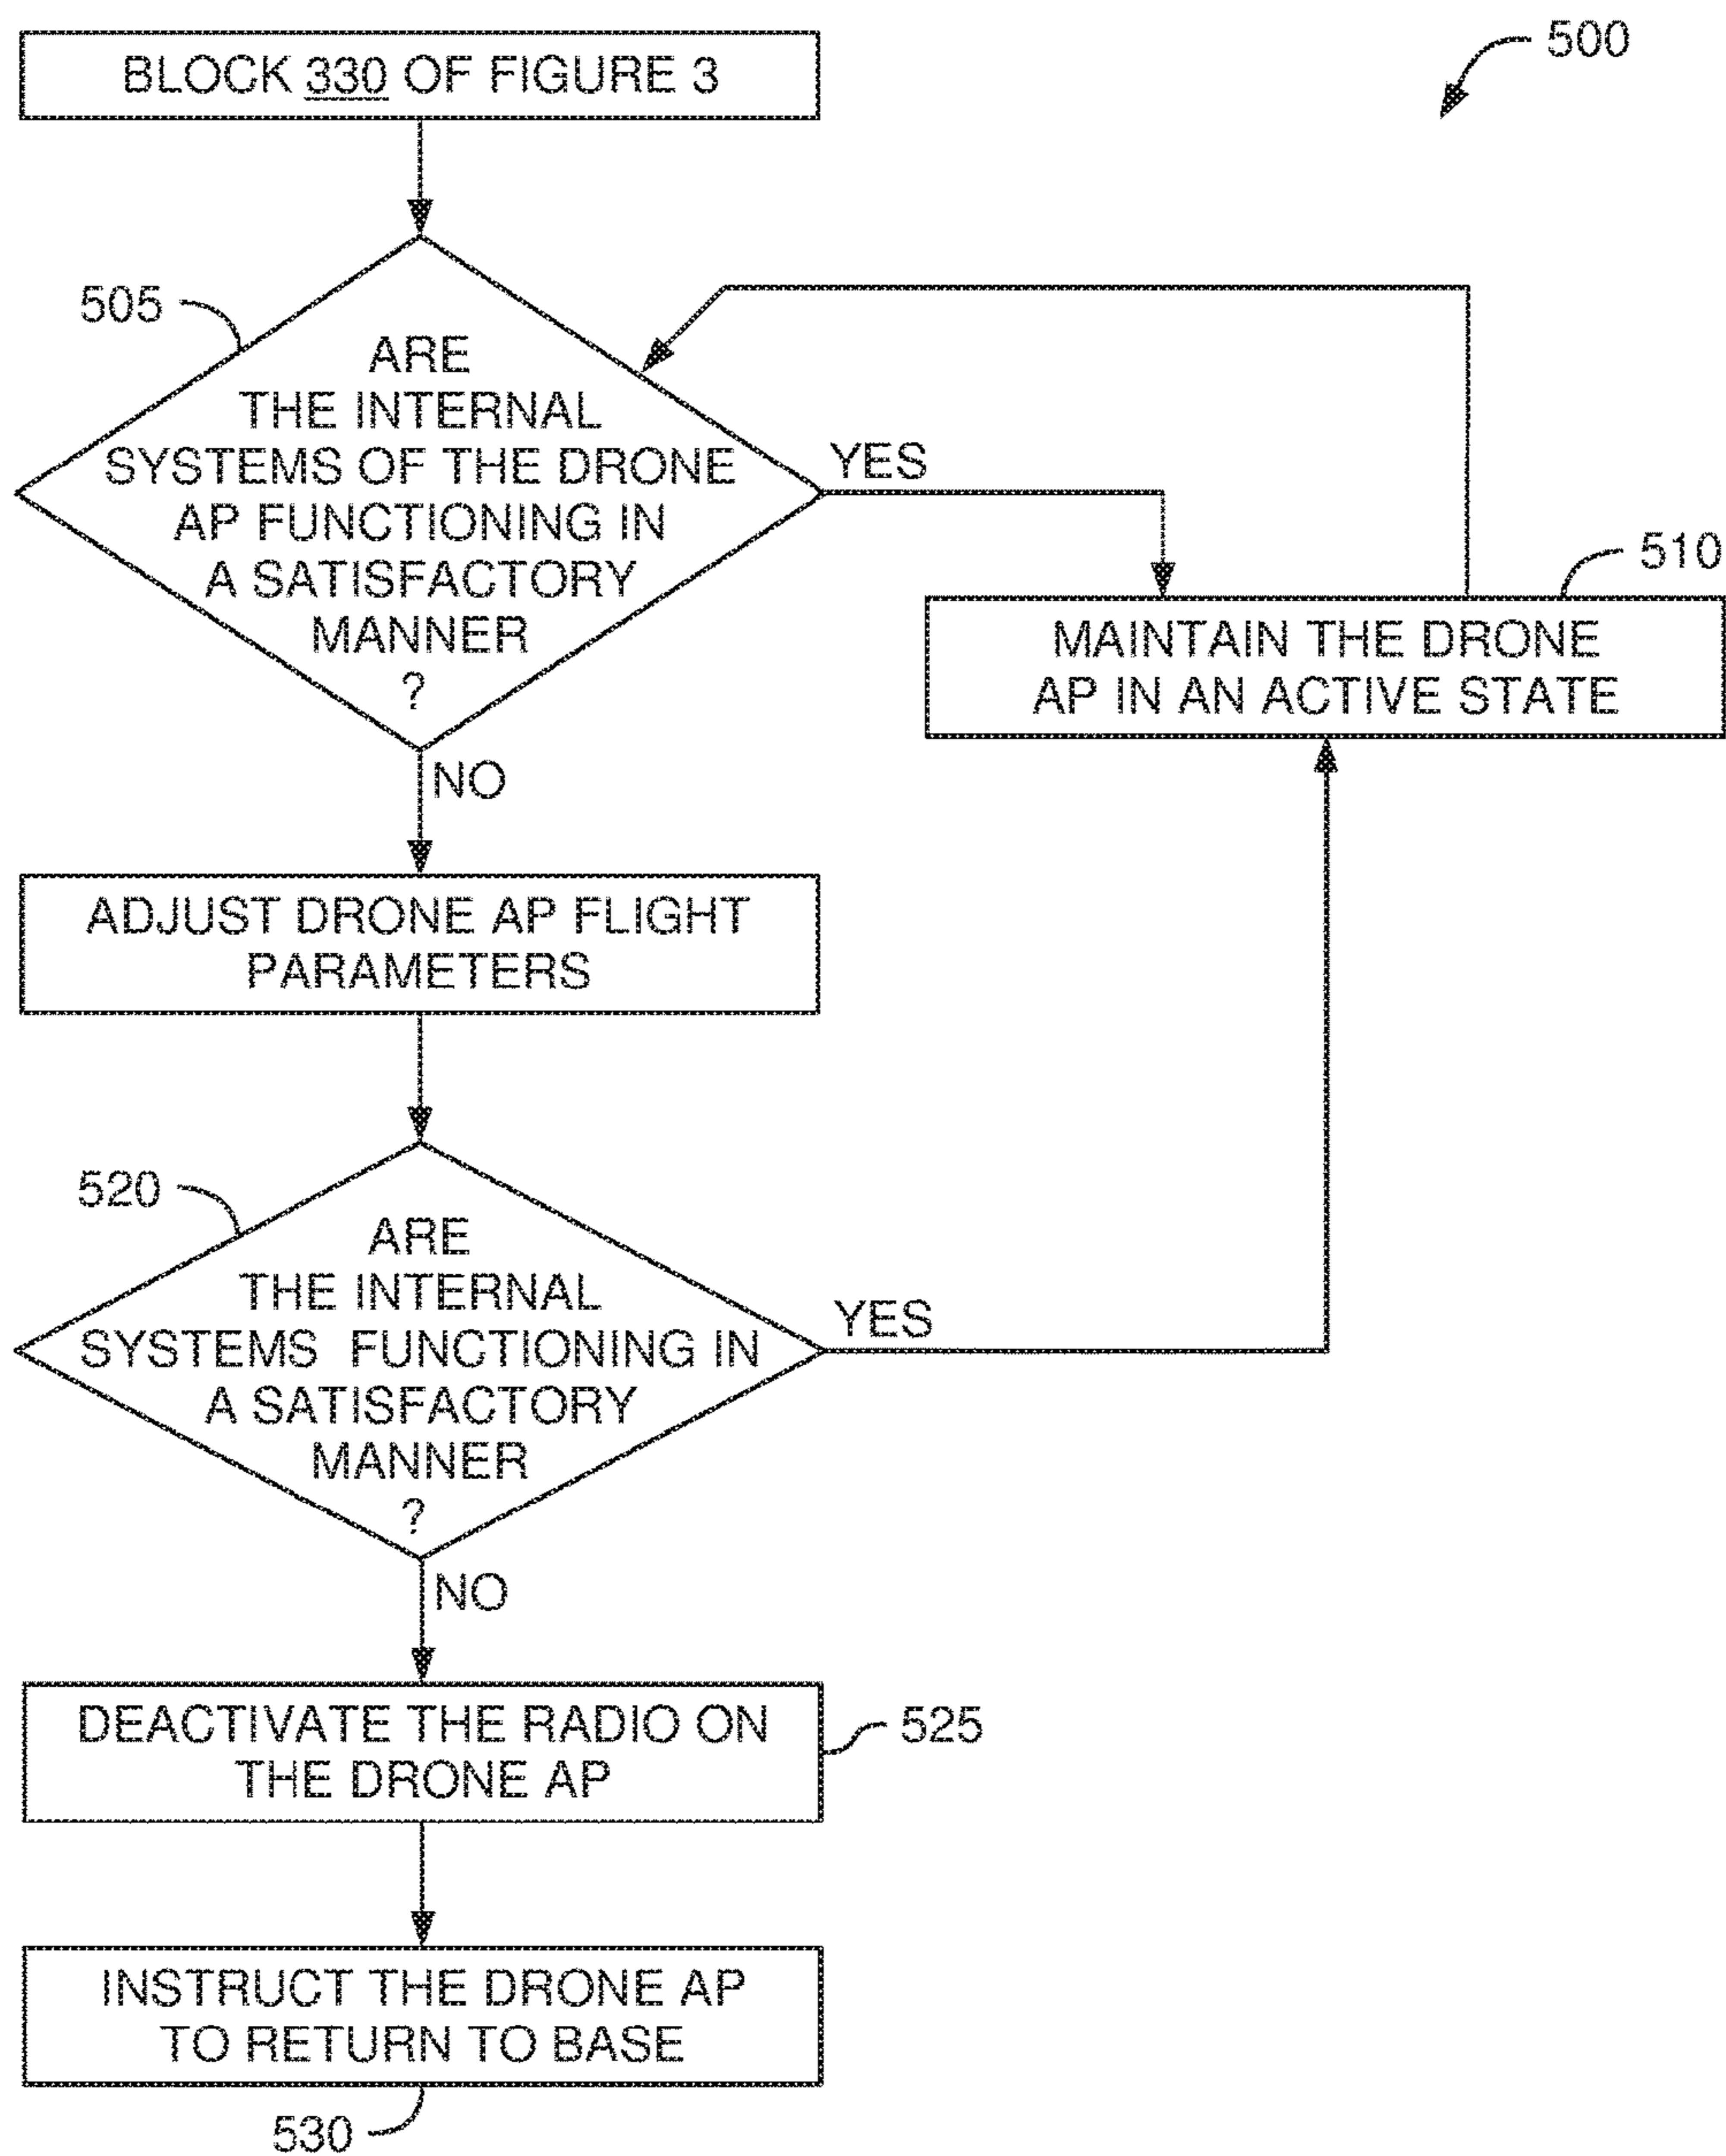 BLOCK 330 OF FIGURE 3
500
505
ARE
THE INTERNAL
SYSTEMS OF THE DRONE
AP FUNCTIONING IN
A SATISFACTORY
MANNER
?
YES
510
MAINTAIN THE DRONE
AP IN AN ACTIVE STATE
NO
ADJUST DRONE AP FLIGHT
PARAMETERS
520
ARE
THE INTERNAL
SYSTEMS FUNCTIONING IN
A SATISFACTORY
MANNER
?
YES
NO
DEACTIVATE THE RADIO ON
THE DRONE AP
525
INSTRUCT THE DRONE AP
TO RETURN TO BASE
530